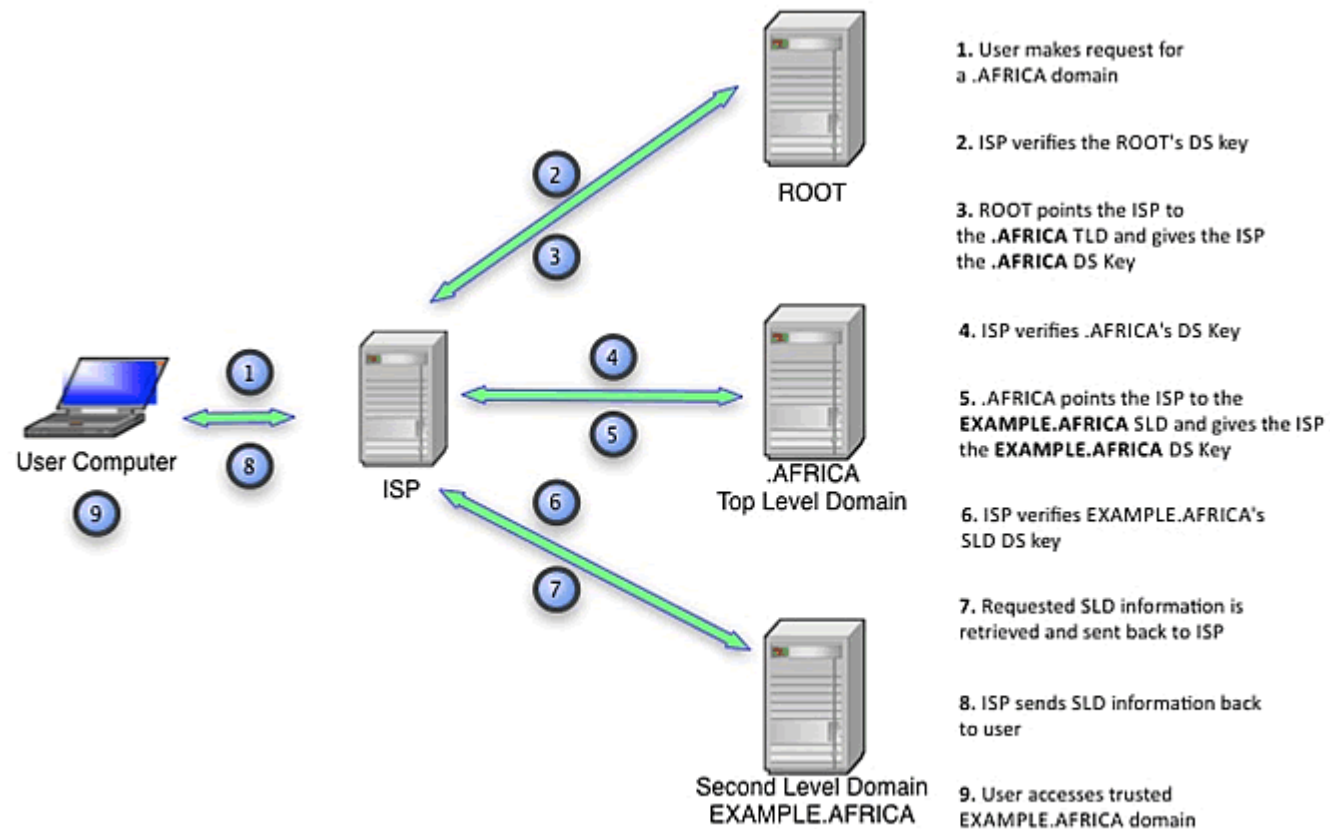 1. User makes request for
a .AFRICA domain
2. ISP verifies the ROOT's DS key
3. ROOT points the ISP to
the .AFRICA TLD and gives the ISP
the .AFRICA DS Key
4. ISP verifies .AFRICA's DS Key
5. .AFRICA points the ISP to the
EXAMPLE.AFRICA SLD and gives the ISP
the EXAMPLE.AFRICA DS Key
6. ISP verifies EXAMPLE.AFRICA's
SLD DS key
7. Requested SLD information is
retrieved and sent back to ISP
8. ISP sends SLD information back
to user
9. User accesses trusted
EXAMPLE.AFRICA domain
ROOT
2
3
1
8
User Computer
9
ISP
4
5
.AFRICA
Top Level Domain
6
7
Second Level Domain
EXAMPLE.AFRICA